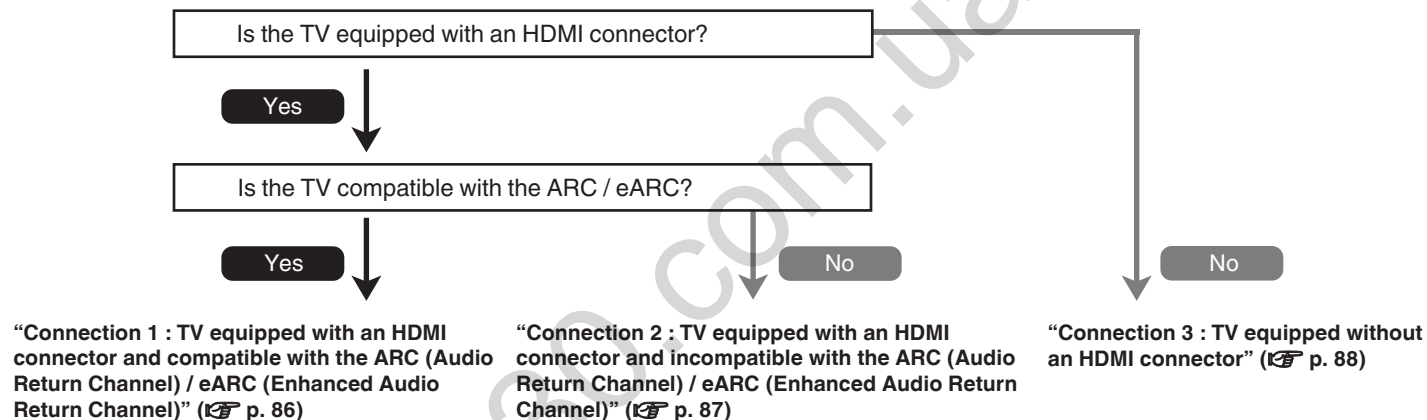 Is the TV equipped with an HDMI connector?
Yes
Is the TV compatible with the ARC / eARC?
Yes
No
No
“Connection 1 : TV equipped with an HDMI
connector and compatible with the ARC (Audio
Return Channel) / eARC (Enhanced Audio
Return Channel)” (☞ p. 86)
“Connection 2 : TV equipped with an HDMI
connector and incompatible with the ARC (Audio
Return Channel) / eARC (Enhanced Audio Return
Channel)” (☞ p. 87)
“Connection 3 : TV equipped without
an HDMI connector” (☞ p. 88)
30.com.ua